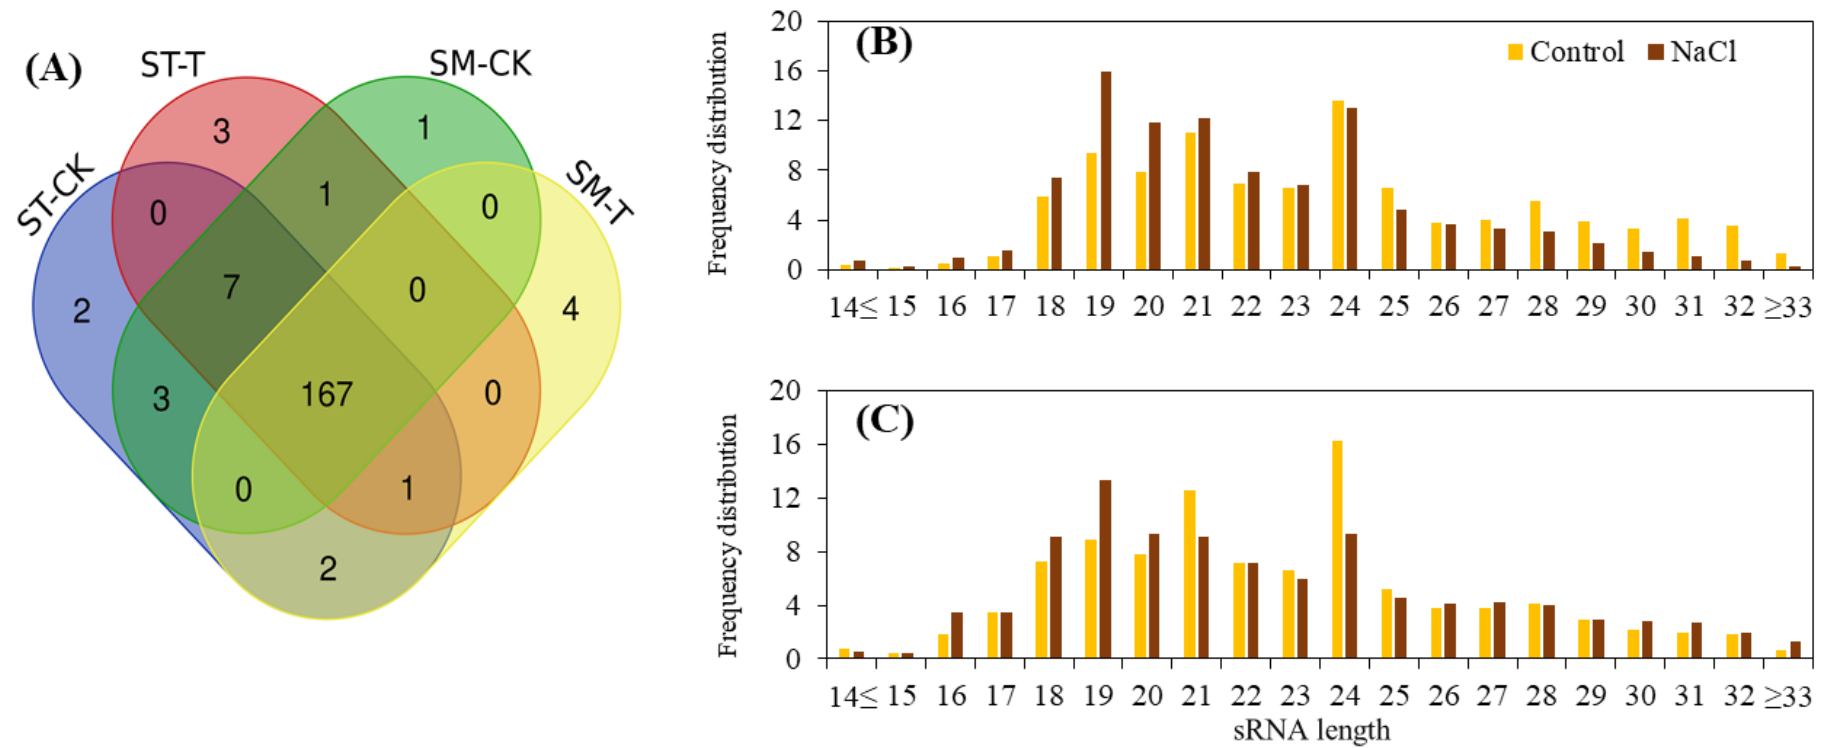 (A)
ST-T
SM-CK
ST-CK
SM-T
3
1
0
1
0
2
7
0
4
3
167
0
0
1
2
(B)
Control
NaCl
Frequency distribution
20
16
12
8
4
0
14≤ 15 16 17 18 19 20 21 22 23 24 25 26 27 28 29 30 31 32 ≥33
(C)
Frequency distribution
20
16
12
8
4
0
14≤ 15 16 17 18 19 20 21 22 23 24 25 26 27 28 29 30 31 32 ≥33
sRNA length